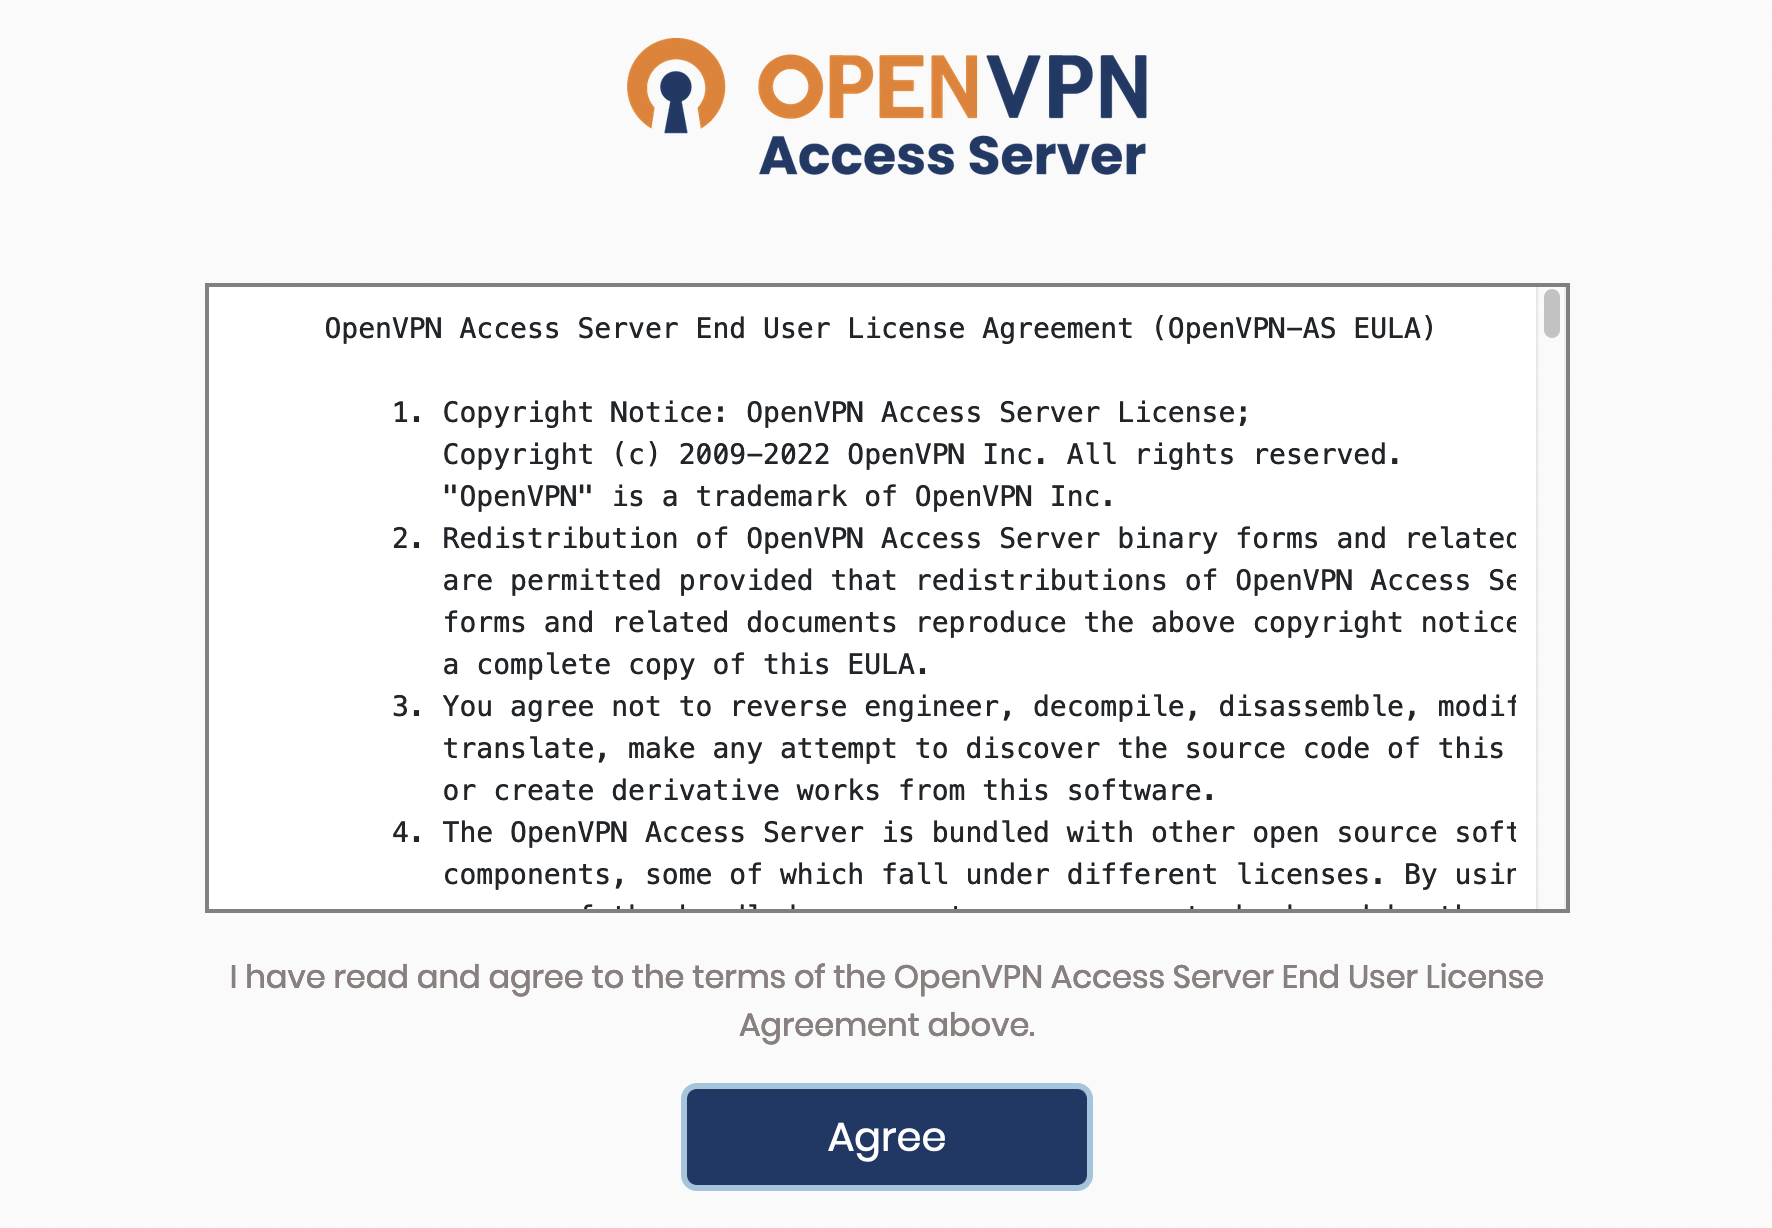 OPENVPN
Access Server
OpenVPN Access Server End User License Agreement (OpenVPN-AS EULA)
1. Copyright Notice: OpenVPN Access Server License;
Copyright (c) 2009-2022 OpenVPN Inc. All rights reserved.
"OpenVPN" is a trademark of OpenVPN Inc.
2. Redistribution of OpenVPN Access Server binary forms and related
are permitted provided that redistributions of OpenVPN Access Se
forms and related documents reproduce the above copyright notice
a complete copy of this EULA.
3. You agree not to reverse engineer, decompile, disassemble, modif
translate, make any attempt to discover the source code of this
or create derivative works from this software.
4. The OpenVPN Access Server is bundled with other open source soft
components, some of which fall under different licenses. By usin
I have read and agree to the terms of the OpenVPN Access Server End User License
Agreement above.
Agree